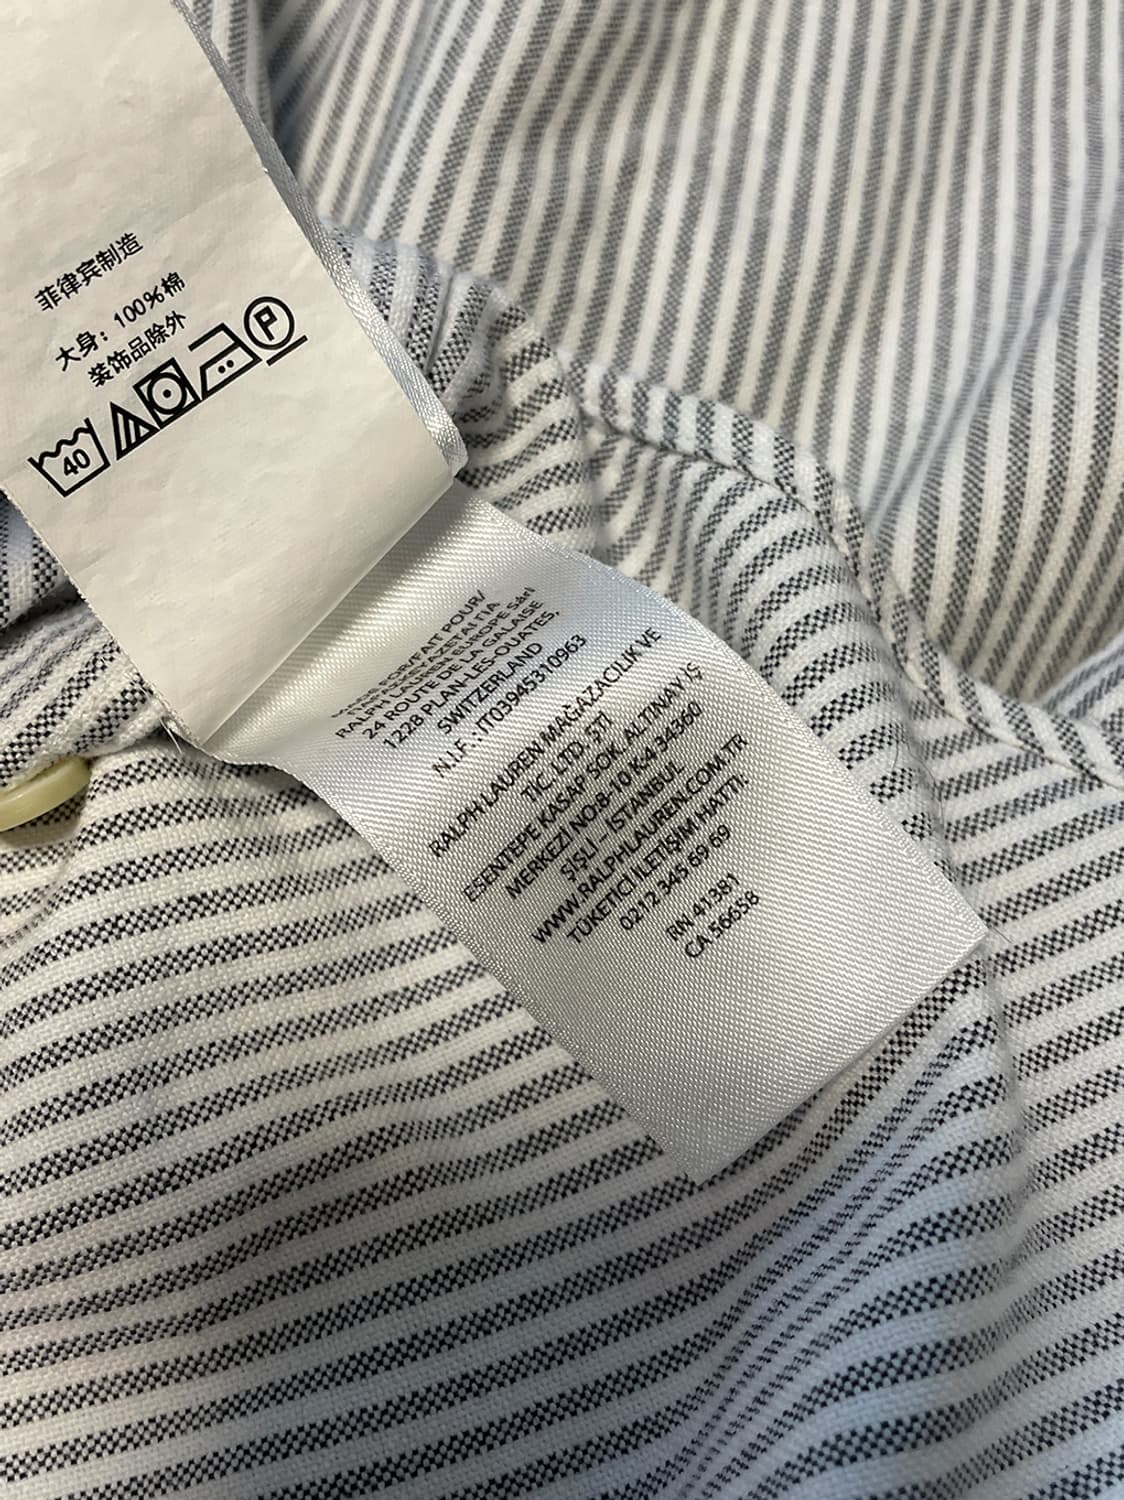 菲律宾制造
大身：100%棉
装饰品除外
40
P
FAIT POUR/
RALPH LAUREN EUROPE Sàrl
24 ROUTE DE LA GALAISE
1228 PLAN-LES-OUATES,
SWITZERLAND
N.I.F.: IT03945310963
RALPH LAUREN MAĞAZACILIK VE
TİC. LTD. ŞTİ
ESENTEPE KASAP SOK. ALTINAY İŞ
MERKEZİ NO:8-10 K:4 34360
ŞİŞLİ – İSTANBUL
WWW.RALPHLAUREN.COM.TR
TÜKETİCİ İLETİŞİM HATTI:
0212 345 69 69
RN 41381
CA 56658